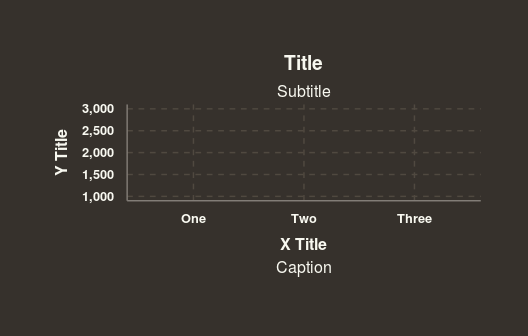 Title
Subtitle
3,000
2,500
2,000
1,500
1,000
Y Title
One Two Three
X Title
Caption